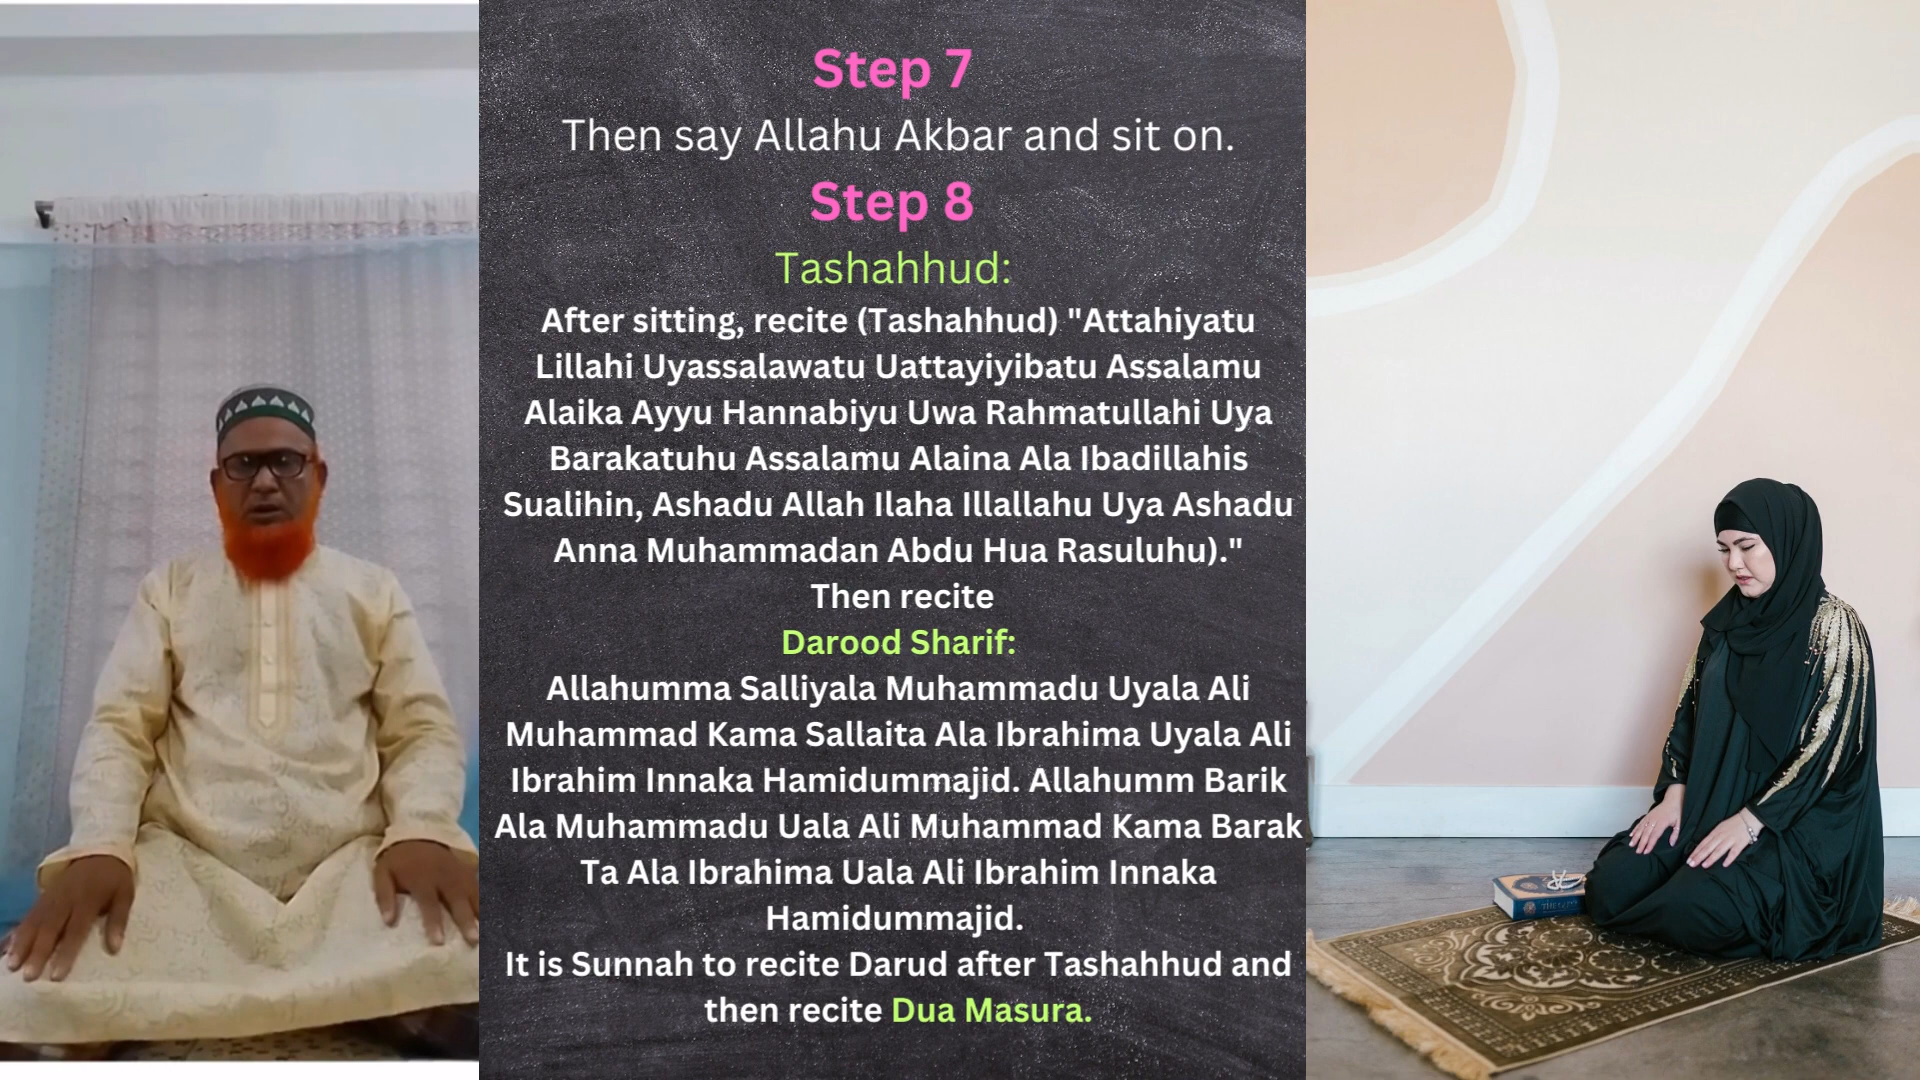 Step 7
Then say Allahu Akbar and sit on.
Step 8
Tashahhud:
After sitting, recite (Tashahhud) "Attahiyatu
Lillahi Uyassalawatu Uattayiyibatu Assalamu
Alaika Ayyu Hannabiyu Uwa Rahmatullahi Uya
Barakatuhu Assalamu Alaina Ala Ibadillahis
Sualihin, Ashadu Allah Ilaha Illallahu Uya Ashadu
Anna Muhammadan Abdu Hua Rasuluhu)."
Then recite
Darood Sharif:
Allahumma Salliyala Muhammadu Uyala Ali
Muhammad Kama Sallaita Ala Ibrahima Uyala Ali
Ibrahim Innaka Hamidummajid. Allahumm Barik
Ala Muhammadu Uala Ali Muhammad Kama Barak
Ta Ala Ibrahima Uala Ali Ibrahim Innaka
Hamidummajid.
It is Sunnah to recite Darud after Tashahhud and
then recite Dua Masura.